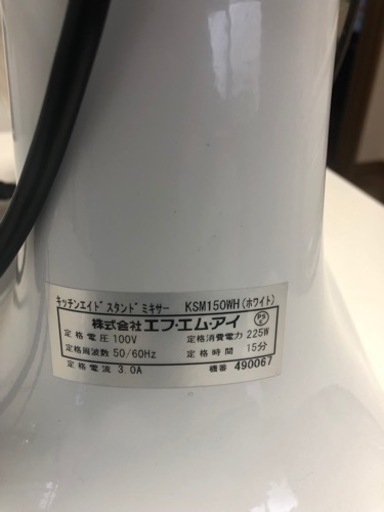 キッチンエイドスタンドミキサー KSM150WH(ホワイト)
株式会社エフ・エム・アイ PSE
定格電圧 100V 定格消費電力 225W
定格周波数 50/60Hz 定格時間 15分
定格電流 3.0A 機番 490067